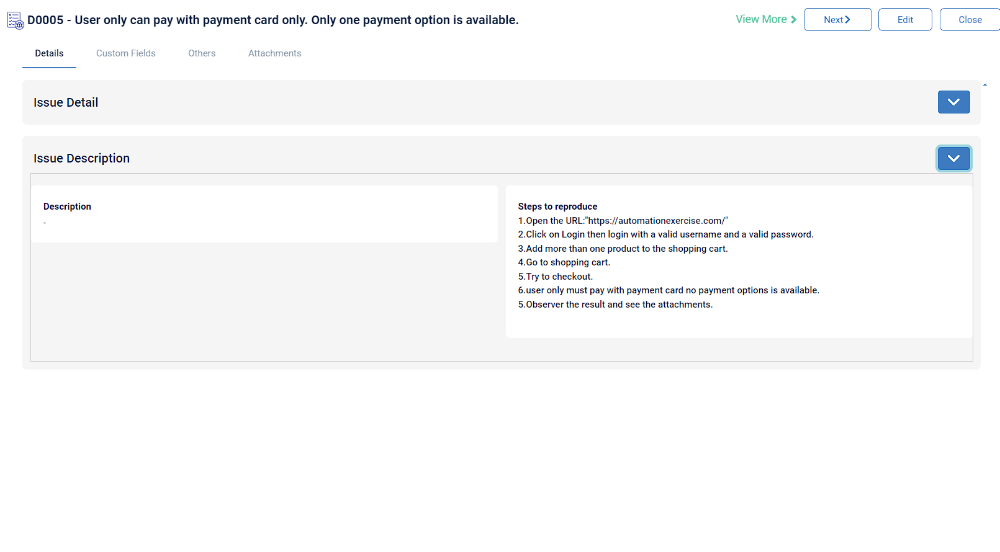 D0005 - User only can pay with payment card only. Only one payment option is available.
View More
Next
Edit
Close
Details
Custom Fields
Others
Attachments
Issue Detail
Issue Description
Description
-
Steps to reproduce
1.Open the URL:"https://automationexercise.com/"
2.Click on Login then login with a valid username and a valid password.
3.Add more than one product to the shopping cart.
4.Go to shopping cart.
5.Try to checkout.
6.user only must pay with payment card no payment options is available.
5.Observer the result and see the attachments.